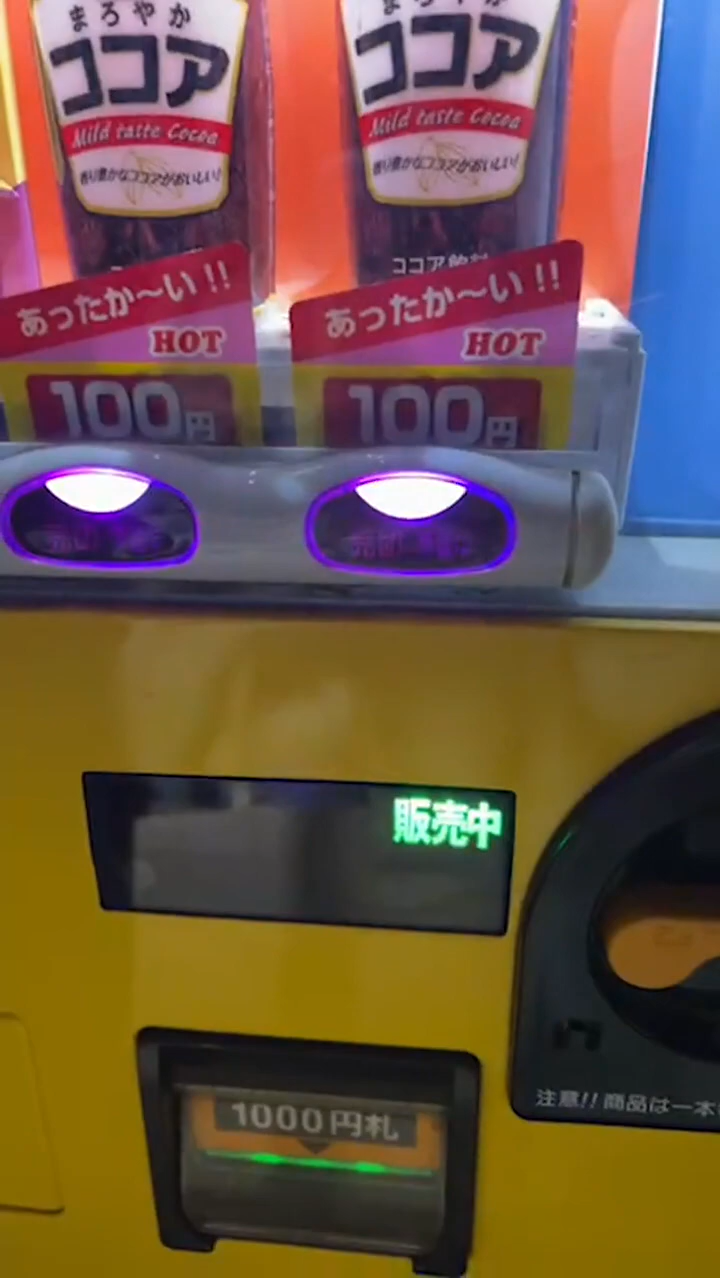 まろやか
ココア
Mild taste Cocoa
香り豊かなココアがおいしい!
まろやか
ココア
Mild taste Cocoa
香り豊かなココアがおいしい!
ココア飲料
あったか〜い!!
HOT
100円
あったか〜い!!
HOT
100円
販売中
1000円札
注意!!商品は一本